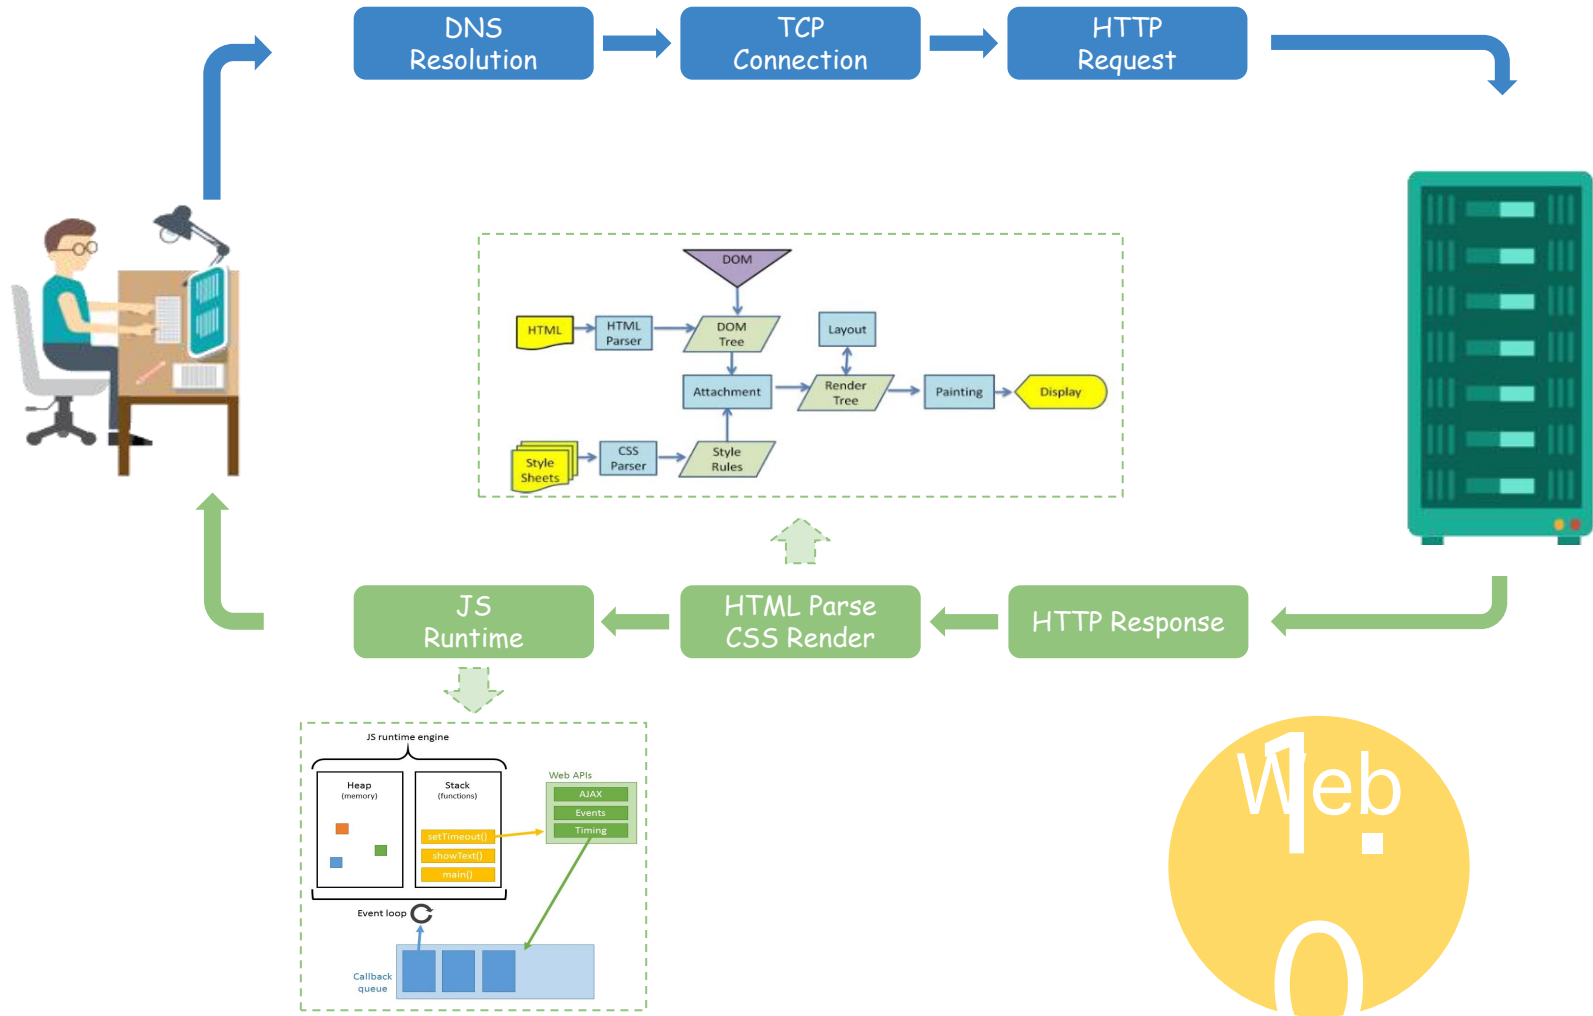 DNS
Resolution
TCP
Connection
HTTP
Request
DOM
HTML
HTML
Parser
DOM
Tree
Layout
Attachment
Render
Tree
Painting
Display
Style
Sheets
CSS
Parser
Style
Rules
JS
Runtime
HTML Parse
CSS Render
HTTP Response
JS runtime engine
Heap
(memory)
Stack
(functions)
setTimeout()
showText()
main()
Web APIs
AJAX
Events
Timing
Event loop
Callback
queue
Web
1.
0